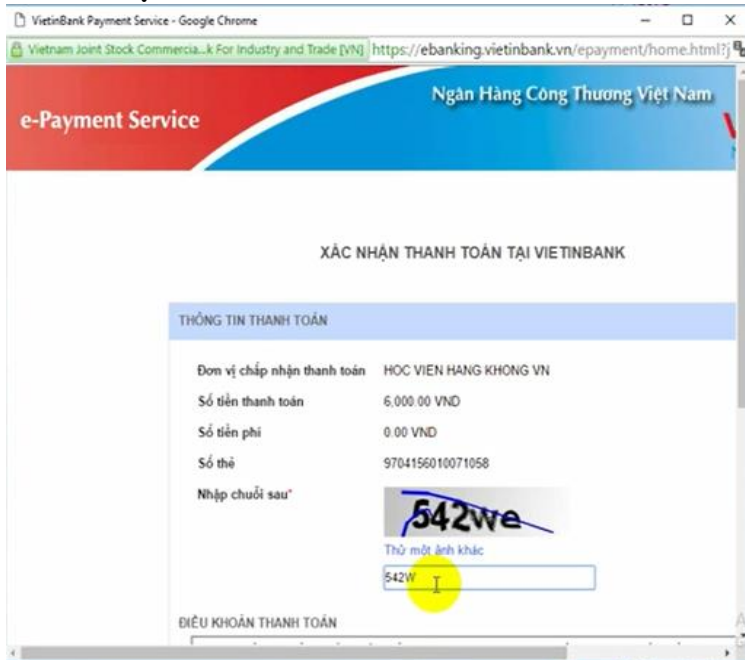 VietinBank Payment Service - Google Chrome
Vietnam Joint Stock Commercia...k For Industry and Trade [VN] https://ebanking.vietinbank.vn/epayment/home.html?j
e-Payment Service
Ngân Hàng Công Thương Việt Nam
XÁC NHẬN THANH TOÁN TẠI VIETINBANK
THÔNG TIN THANH TOÁN
Đơn vị chấp nhận thanh toán HOC VIEN HANG KHONG VN
Số tiền thanh toán 6,000.00 VND
Số tiền phí 0.00 VND
Số thẻ 9704156010071058
Nhập chuỗi sau*
542we
Thử một ảnh khác
542W
ĐIỀU KHOẢN THANH TOÁN